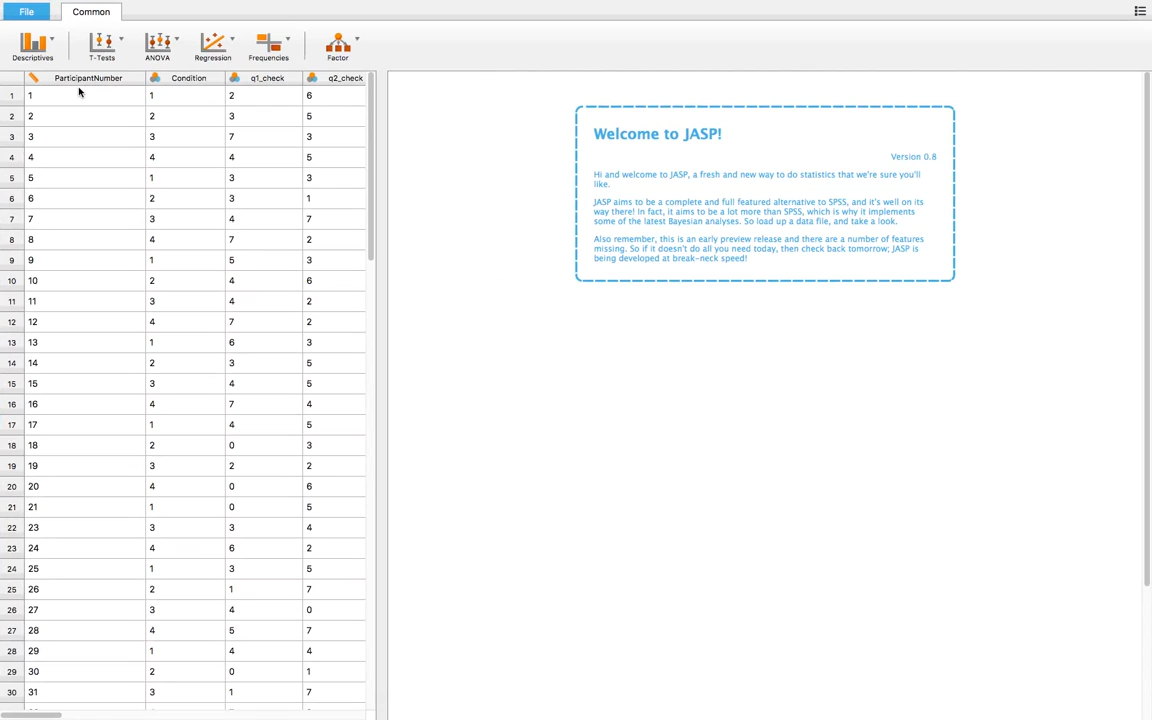 File Common
Descriptives T-Tests ANOVA Regression Frequencies Factor
ParticipantNumber Condition q1_check q2_check
1 1 1 2 6
2 2 2 3 5
3 3 3 7 3
4 4 4 4 5
5 5 1 3 3
6 6 2 3 1
7 7 3 4 7
8 8 4 7 2
9 9 1 5 3
10 10 2 4 6
11 11 3 4 2
12 12 4 7 2
13 13 1 6 3
14 14 2 3 5
15 15 3 4 5
16 16 4 7 4
17 17 1 4 5
18 18 2 0 3
19 19 3 2 2
20 20 4 0 6
21 21 1 0 5
22 23 3 3 4
23 24 4 6 2
24 25 1 3 5
25 26 2 1 7
26 27 3 4 0
27 28 4 5 7
28 29 1 4 4
29 30 2 0 1
30 31 3 1 7
Welcome to JASP!
Version 0.8
Hi and welcome to JASP, a fresh and new way to do statistics that we're sure you'll
like.
JASP aims to be a complete and full featured alternative to SPSS, and it's well on its
way there! In fact, it aims to be a lot more than SPSS, which is why it implements
some of the latest Bayesian analyses. So load up a data file, and take a look.
Also remember, this is an early preview release and there are a number of features
missing. So if it doesn't do all you need today, then check back tomorrow; JASP is
being developed at break-neck speed!